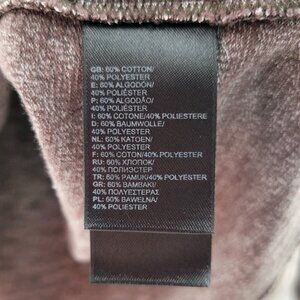 GB: 60% COTTON/
40% POLYESTER
E: 60% ALGODÓN/
40% POLIÉSTER
P: 60% ALGODÃO/
40% POLIÉSTER
I: 60% COTONE/40% POLIESTERE
D: 60% BAUMWOLLE/
40% POLYESTER
NL: 60% KATOEN/
40% POLYESTER
F: 60% COTON/40% POLYESTER
RU: 60% ХЛОПОК/
40% ПОЛИЭСТЕР
TR: 60% PAMUK/40% POLYESTER
GR: 60% ΒΑΜΒΑΚΙ/
40% ΠΟΛΥΕΣΤΕΡΑΣ
PL: 60% BAWEŁNA/
40% POLIESTER